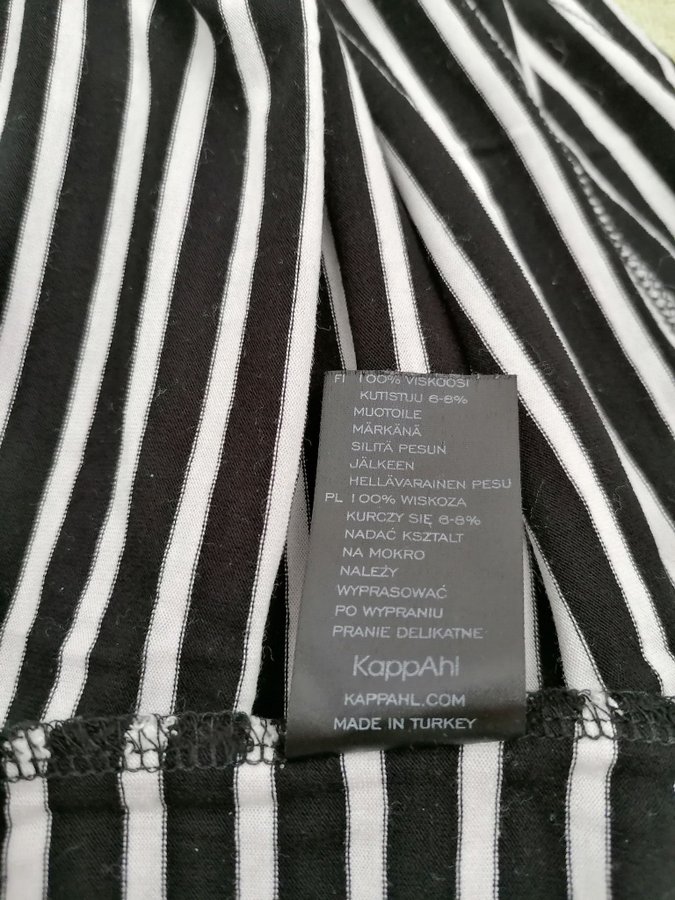 FI 100% VISKOOSI
KUTISTUU 6-8%
MUOTOILE
MÄRKÄNÄ
SILITÄ PESUN
JÄLKEEN
HELLÄVARAINEN PESU
PL 100% WISKOZA
KURCZY SIĘ 6-8%
NADAĆ KSZTALT
NA MOKRO
NALEŻY
WYPRASOWAĆ
PO WYPRANIU
PRANIE DELIKATNE
KappAhl
KAPPAHL.COM
MADE IN TURKEY